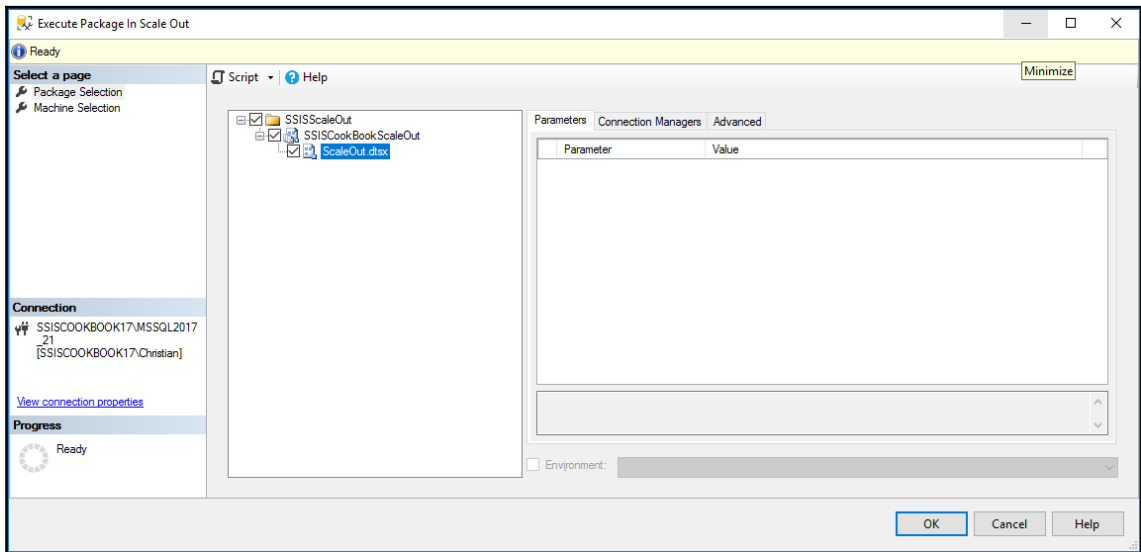 Execute Package In Scale Out
Ready
Minimize
Select a page
Package Selection
Machine Selection
Script
Help
SSISScaleOut
SSISCookBookScaleOut
ScaleOut.dtsx
Parameters Connection Managers Advanced
Parameter Value
Connection
SSISCOOKBOOK17\MSSQL2017
_21
[SSISCOOKBOOK17\Christian]
View connection properties
Progress
Ready
Environment:
OK Cancel Help